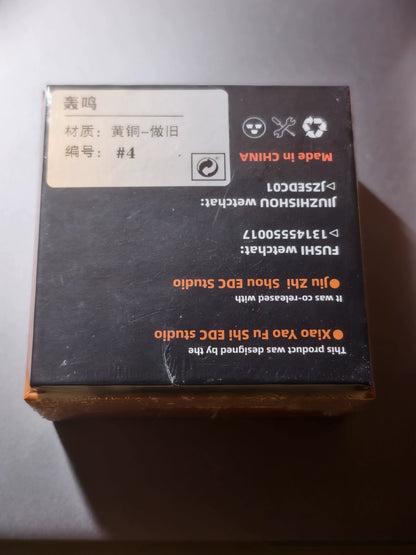 轰鸣
材质：黄铜--做旧
编号：#4
This product was designed by the
●Xiao Yao Fu Shi EDC studio
It was co-released with
●Jiu Zhi Shou EDC Studio
FUSHI wetchat:
▷13145550017
JIUZHISHOU wetchat:
▷JZSEDC01
Made in CHINA